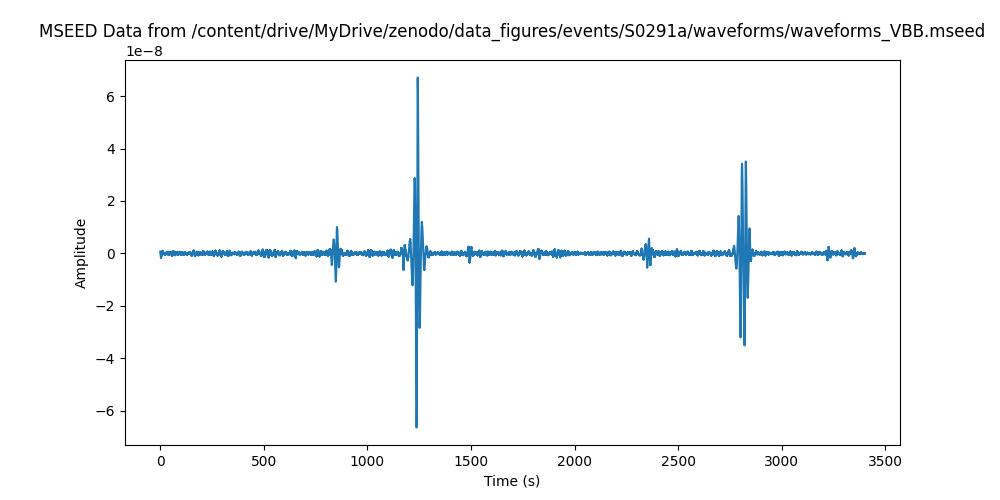 MSEED Data from /content/drive/MyDrive/zenodo/data_figures/events/S0291a/waveforms/waveforms_VBB.mseed
1e−8
6
4
2
0
−2
−4
−6
Amplitude
0 500 1000 1500 2000 2500 3000 3500
Time (s)